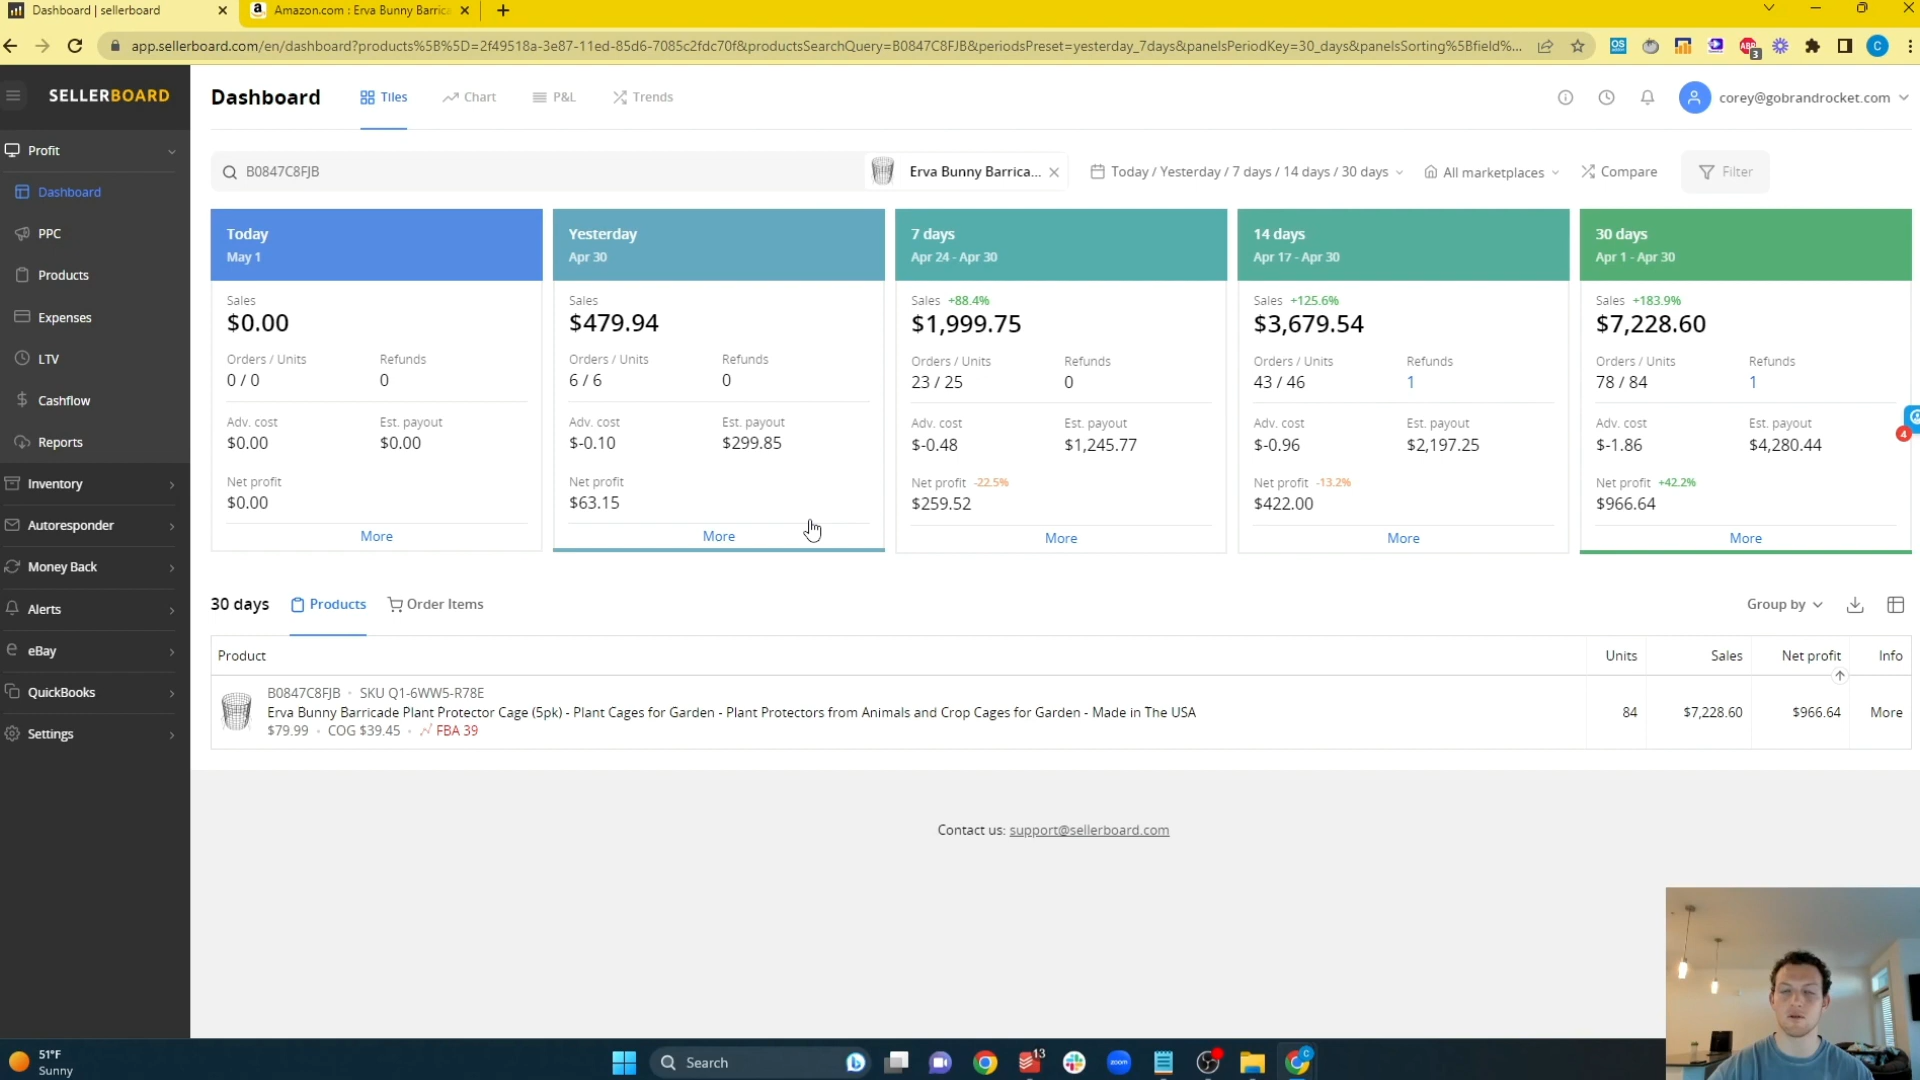 Dashboard | sellerboard
Amazon.com : Erva Bunny Barrica
app.sellerboard.com/en/dashboard?products%5B%5D=2f49518a-3e87-11ed-85d6-7085c2fdc70f&productsSearchQuery=B0847C8FJB&periodsPreset=yesterday_7days&panelsPeriodKey=30_days&panelsSorting%5Bfield%...
OS
ABP
3
C
SELLERBOARD
Dashboard
Tiles
Chart
P&L
Trends
corey@gobrandrocket.com
Profit
Dashboard
PPC
Products
Expenses
LTV
Cashflow
Reports
Inventory
Autoresponder
Money Back
Alerts
eBay
QuickBooks
Settings
B0847C8FJB
Erva Bunny Barrica...
Today / Yesterday / 7 days / 14 days / 30 days
All marketplaces
Compare
Filter
Today
May 1
Sales
$0.00
Orders / Units
Refunds
0 / 0
0
Adv. cost
Est. payout
$0.00
$0.00
Net profit
$0.00
More
Yesterday
Apr 30
Sales
$479.94
Orders / Units
Refunds
6 / 6
0
Adv. cost
Est. payout
$-0.10
$299.85
Net profit
$63.15
More
7 days
Apr 24 - Apr 30
Sales +88.4%
$1,999.75
Orders / Units
Refunds
23 / 25
0
Adv. cost
Est. payout
$-0.48
$1,245.77
Net profit -22.5%
$259.52
More
14 days
Apr 17 - Apr 30
Sales +125.6%
$3,679.54
Orders / Units
Refunds
43 / 46
1
Adv. cost
Est. payout
$-0.96
$2,197.25
Net profit -13.2%
$422.00
More
30 days
Apr 1 - Apr 30
Sales +183.9%
$7,228.60
Orders / Units
Refunds
78 / 84
1
Adv. cost
Est. payout
$-1.86
$4,280.44
Net profit +42.2%
$966.64
More
4
30 days
Products
Order Items
Group by
Product
Units
Sales
Net profit
Info
B0847C8FJB · SKU Q1-6WW5-R78E
Erva Bunny Barricade Plant Protector Cage (5pk) - Plant Cages for Garden - Plant Protectors from Animals and Crop Cages for Garden - Made in The USA
$79.99 · COG $39.45 · FBA 39
84
$7,228.60
$966.64
More
Contact us: support@sellerboard.com
51°F
Sunny
Search
13
zoom
C